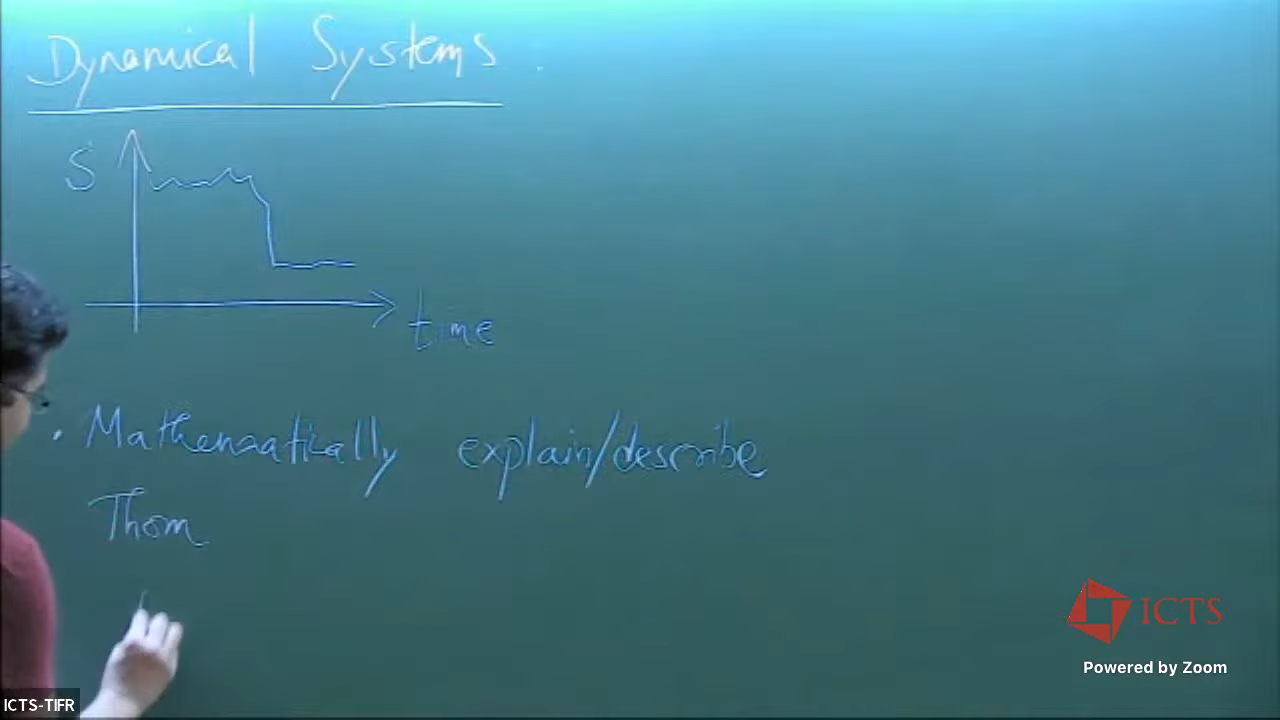 Dynamical Systems.
S
time
• Mathematically explain/describe
Thom
ICTS
Powered by Zoom
ICTS-TIFR